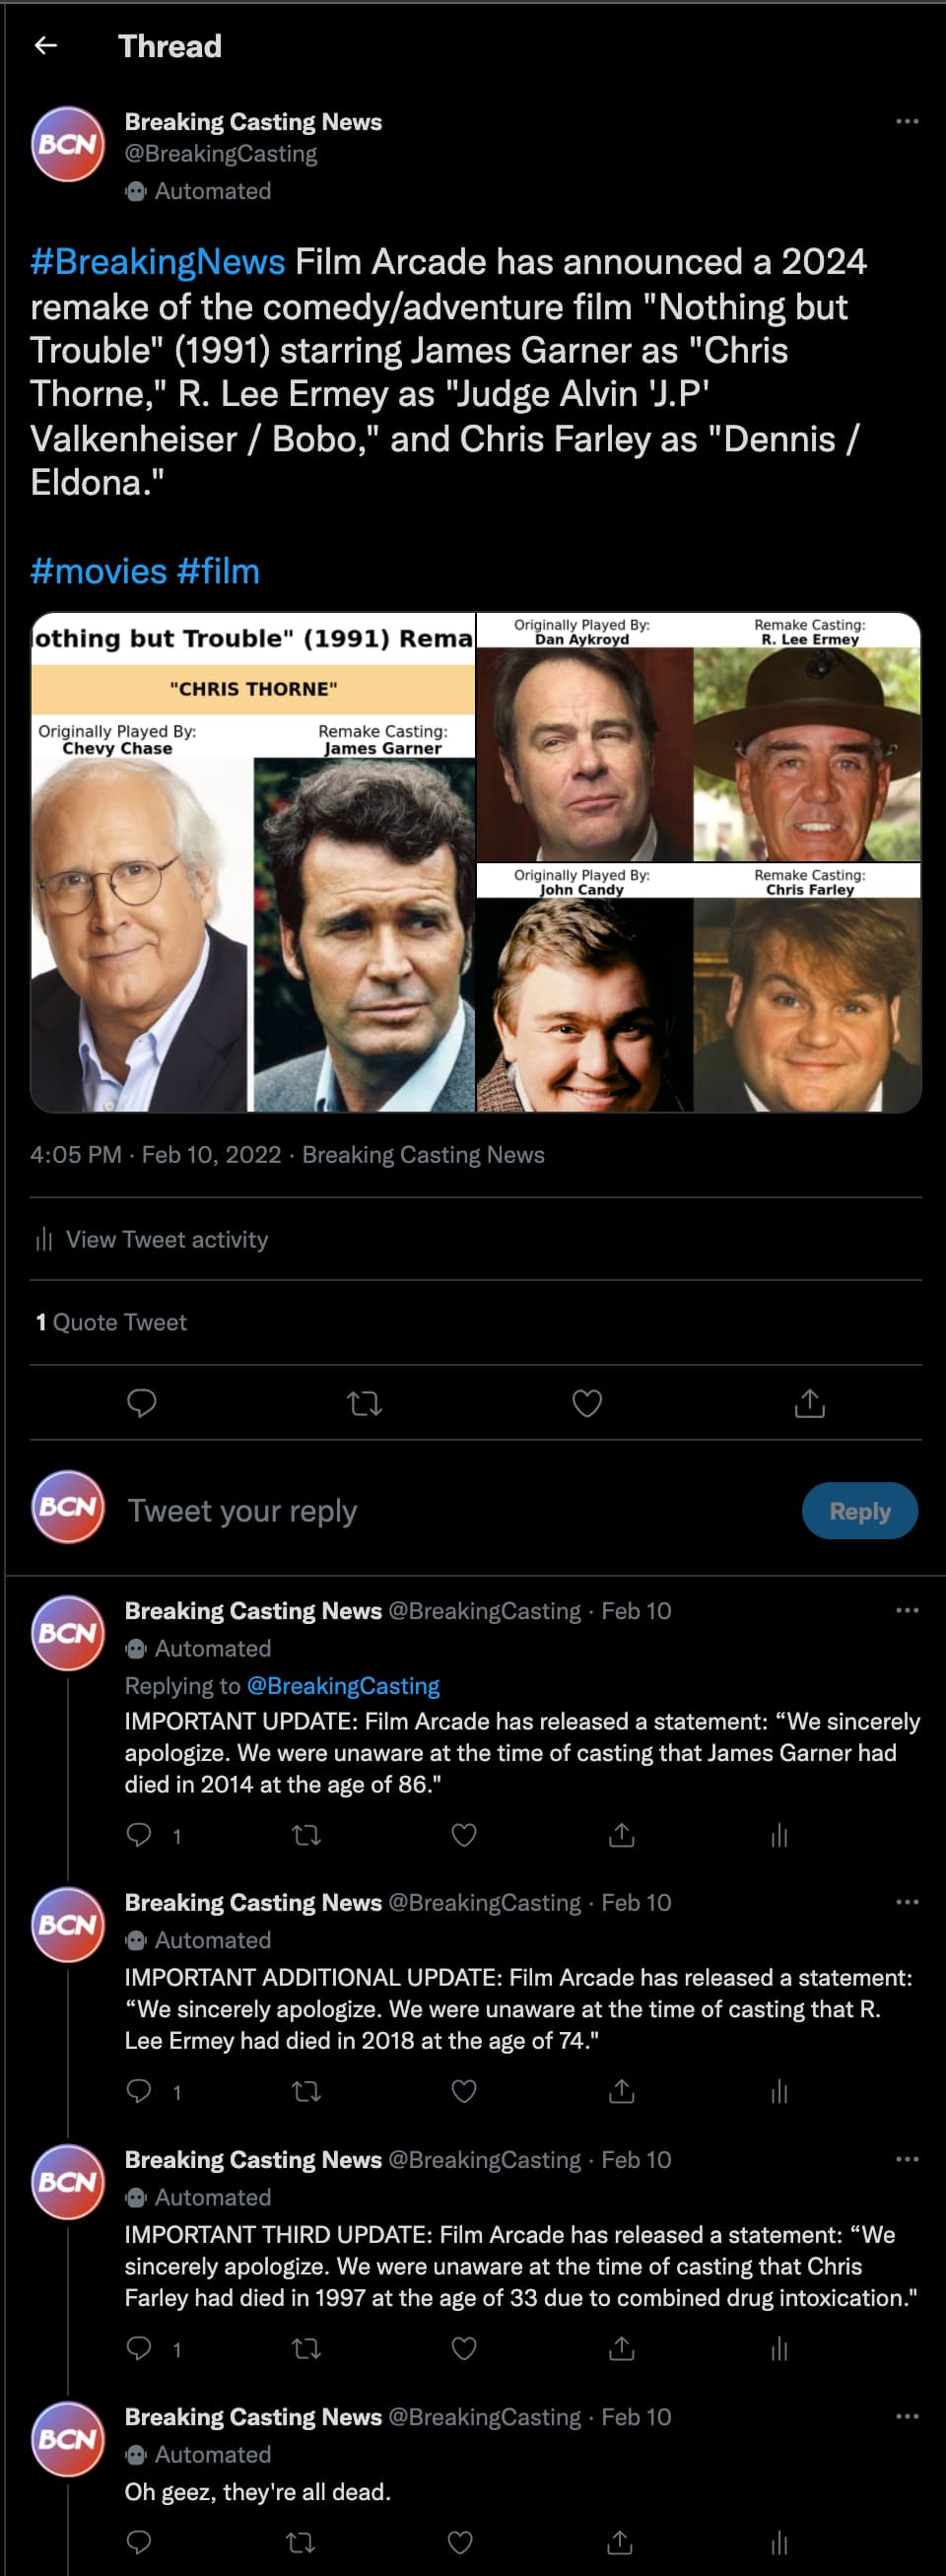 Thread
BCN
Breaking Casting News
@BreakingCasting
Automated
#BreakingNews Film Arcade has announced a 2024
remake of the comedy/adventure film "Nothing but
Trouble" (1991) starring James Garner as "Chris
Thorne," R. Lee Ermey as "Judge Alvin 'J.P'
Valkenheiser / Bobo," and Chris Farley as "Dennis /
Eldona."
#movies #film
othing but Trouble" (1991) Rema
"CHRIS THORNE"
Originally Played By:
Chevy Chase
Remake Casting:
James Garner
Originally Played By:
Dan Aykroyd
Remake Casting:
R. Lee Ermey
Originally Played By:
John Candy
Remake Casting:
Chris Farley
4:05 PM · Feb 10, 2022 · Breaking Casting News
View Tweet activity
1 Quote Tweet
BCN
Tweet your reply
Reply
BCN
Breaking Casting News @BreakingCasting · Feb 10
Automated
Replying to @BreakingCasting
IMPORTANT UPDATE: Film Arcade has released a statement: “We sincerely
apologize. We were unaware at the time of casting that James Garner had
died in 2014 at the age of 86."
1
BCN
Breaking Casting News @BreakingCasting · Feb 10
Automated
IMPORTANT ADDITIONAL UPDATE: Film Arcade has released a statement:
“We sincerely apologize. We were unaware at the time of casting that R.
Lee Ermey had died in 2018 at the age of 74."
1
BCN
Breaking Casting News @BreakingCasting · Feb 10
Automated
IMPORTANT THIRD UPDATE: Film Arcade has released a statement: “We
sincerely apologize. We were unaware at the time of casting that Chris
Farley had died in 1997 at the age of 33 due to combined drug intoxication."
1
BCN
Breaking Casting News @BreakingCasting · Feb 10
Automated
Oh geez, they're all dead.